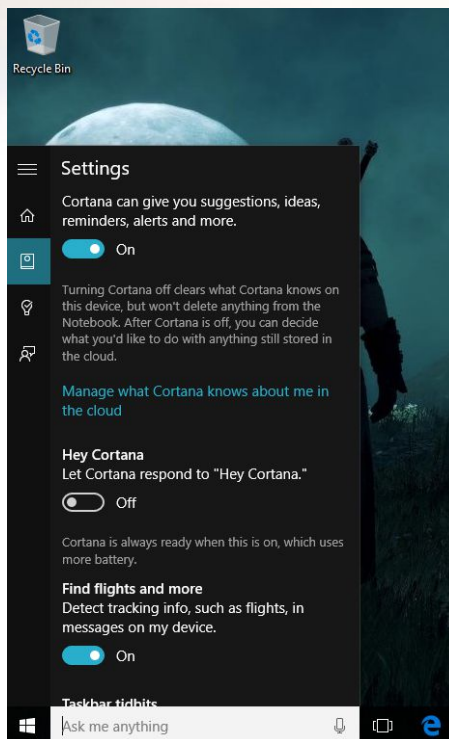 Recycle Bin
Settings
Cortana can give you suggestions, ideas,
reminders, alerts and more.
On
Turning Cortana off clears what Cortana knows on
this device, but won't delete anything from the
Notebook. After Cortana is off, you can decide
what you'd like to do with anything still stored in
the cloud.
Manage what Cortana knows about me in
the cloud
Hey Cortana
Let Cortana respond to "Hey Cortana."
Off
Cortana is always ready when this is on, which uses
more battery.
Find flights and more
Detect tracking info, such as flights, in
messages on my device.
On
Taskbar tidbits
Ask me anything